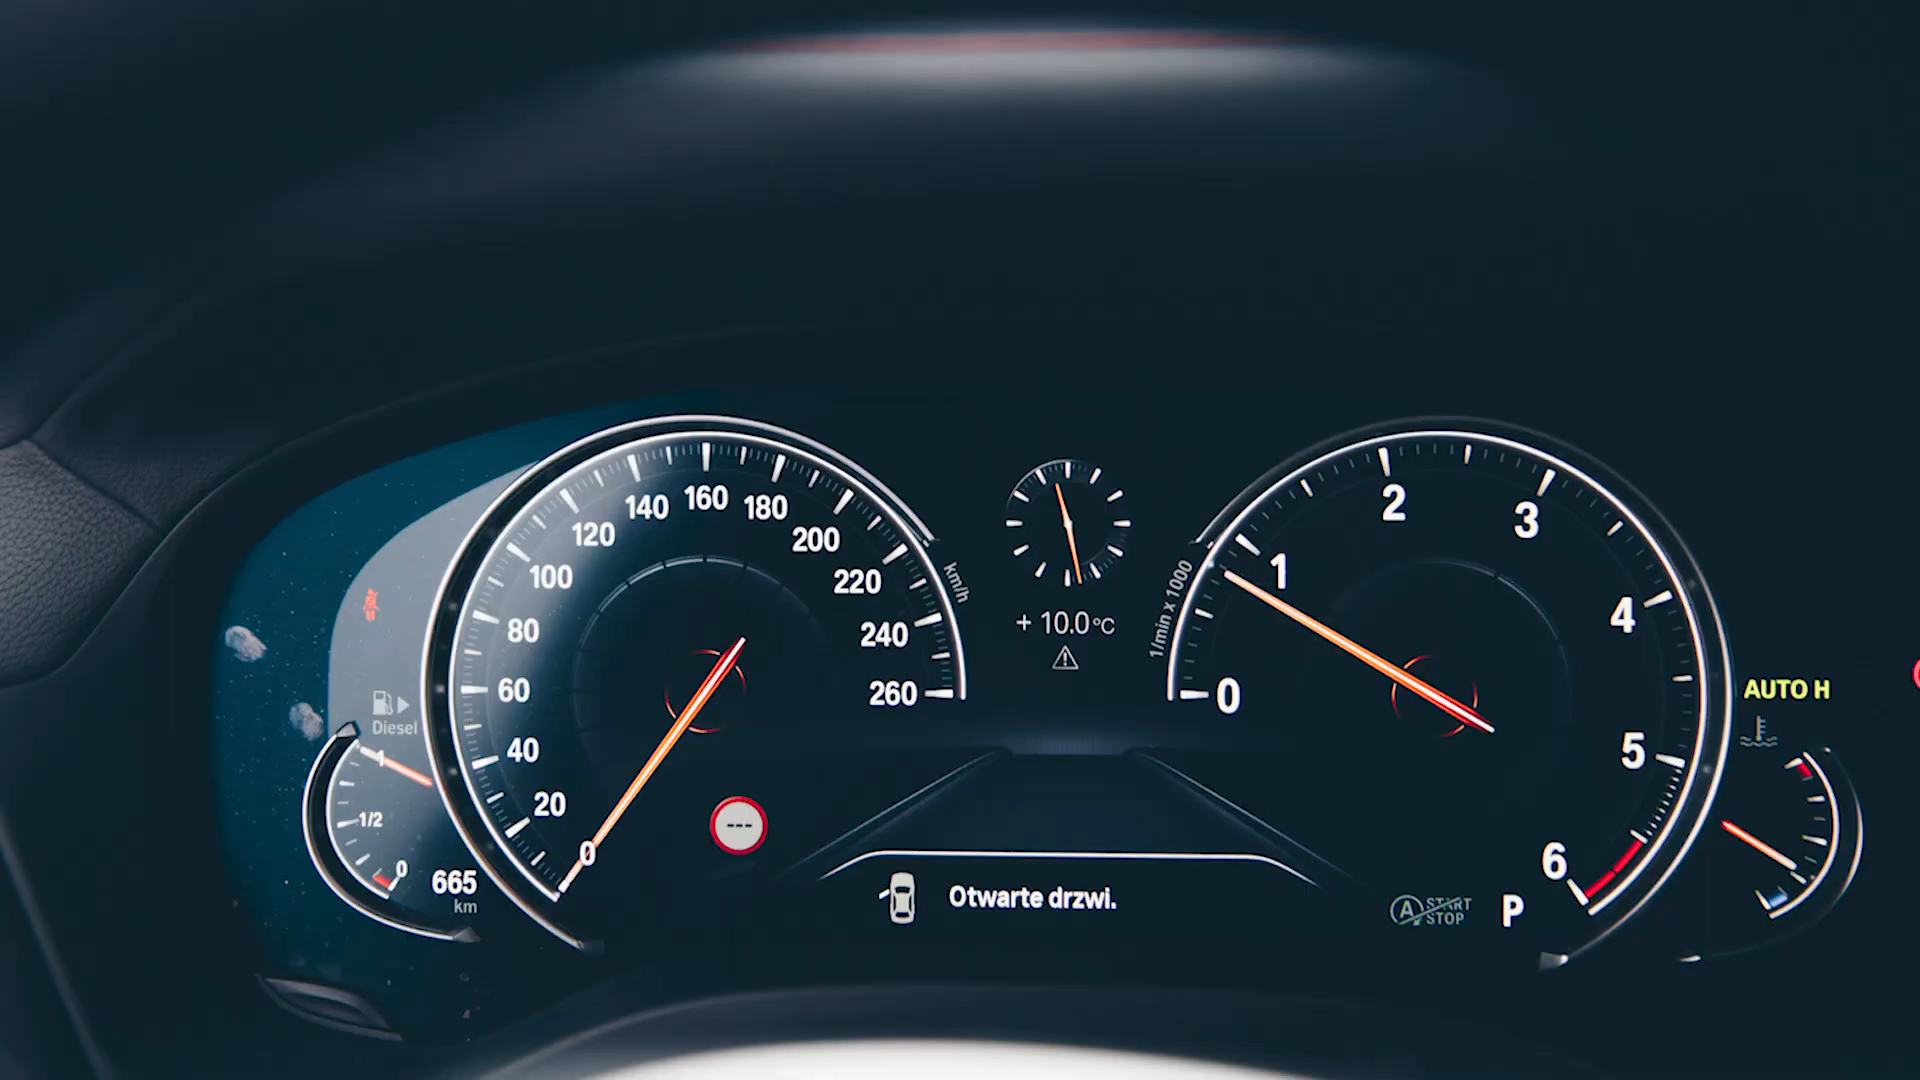 140 160 180
120 200
100 220
80 240
60 260
40
20
0
km/h
Diesel
1
1/2
0
665
km
+ 10.0 °C
---
Otwarte drzwi.
1/min x 1000
0
1
2
3
4
5
6
A START
STOP
P
AUTO H